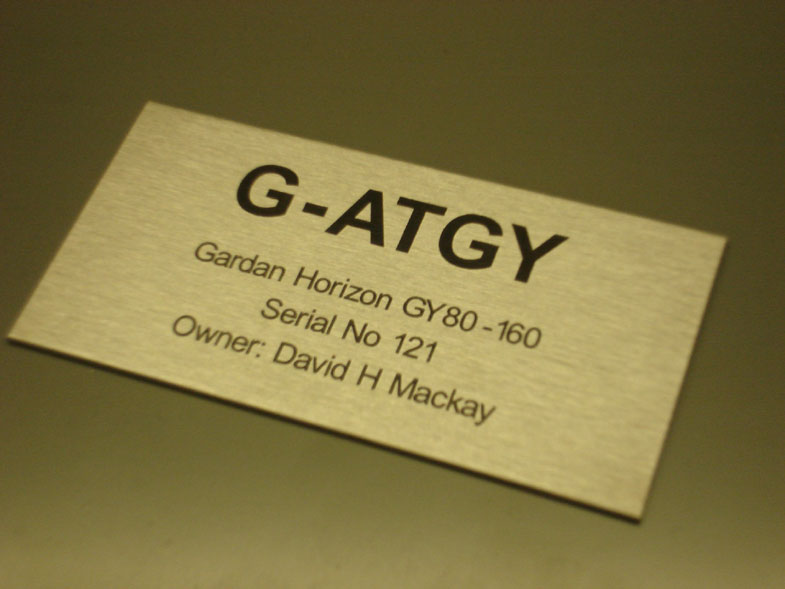 G-ATGY
Gardan Horizon GY80-160
Serial No 121
Owner: David H Mackay